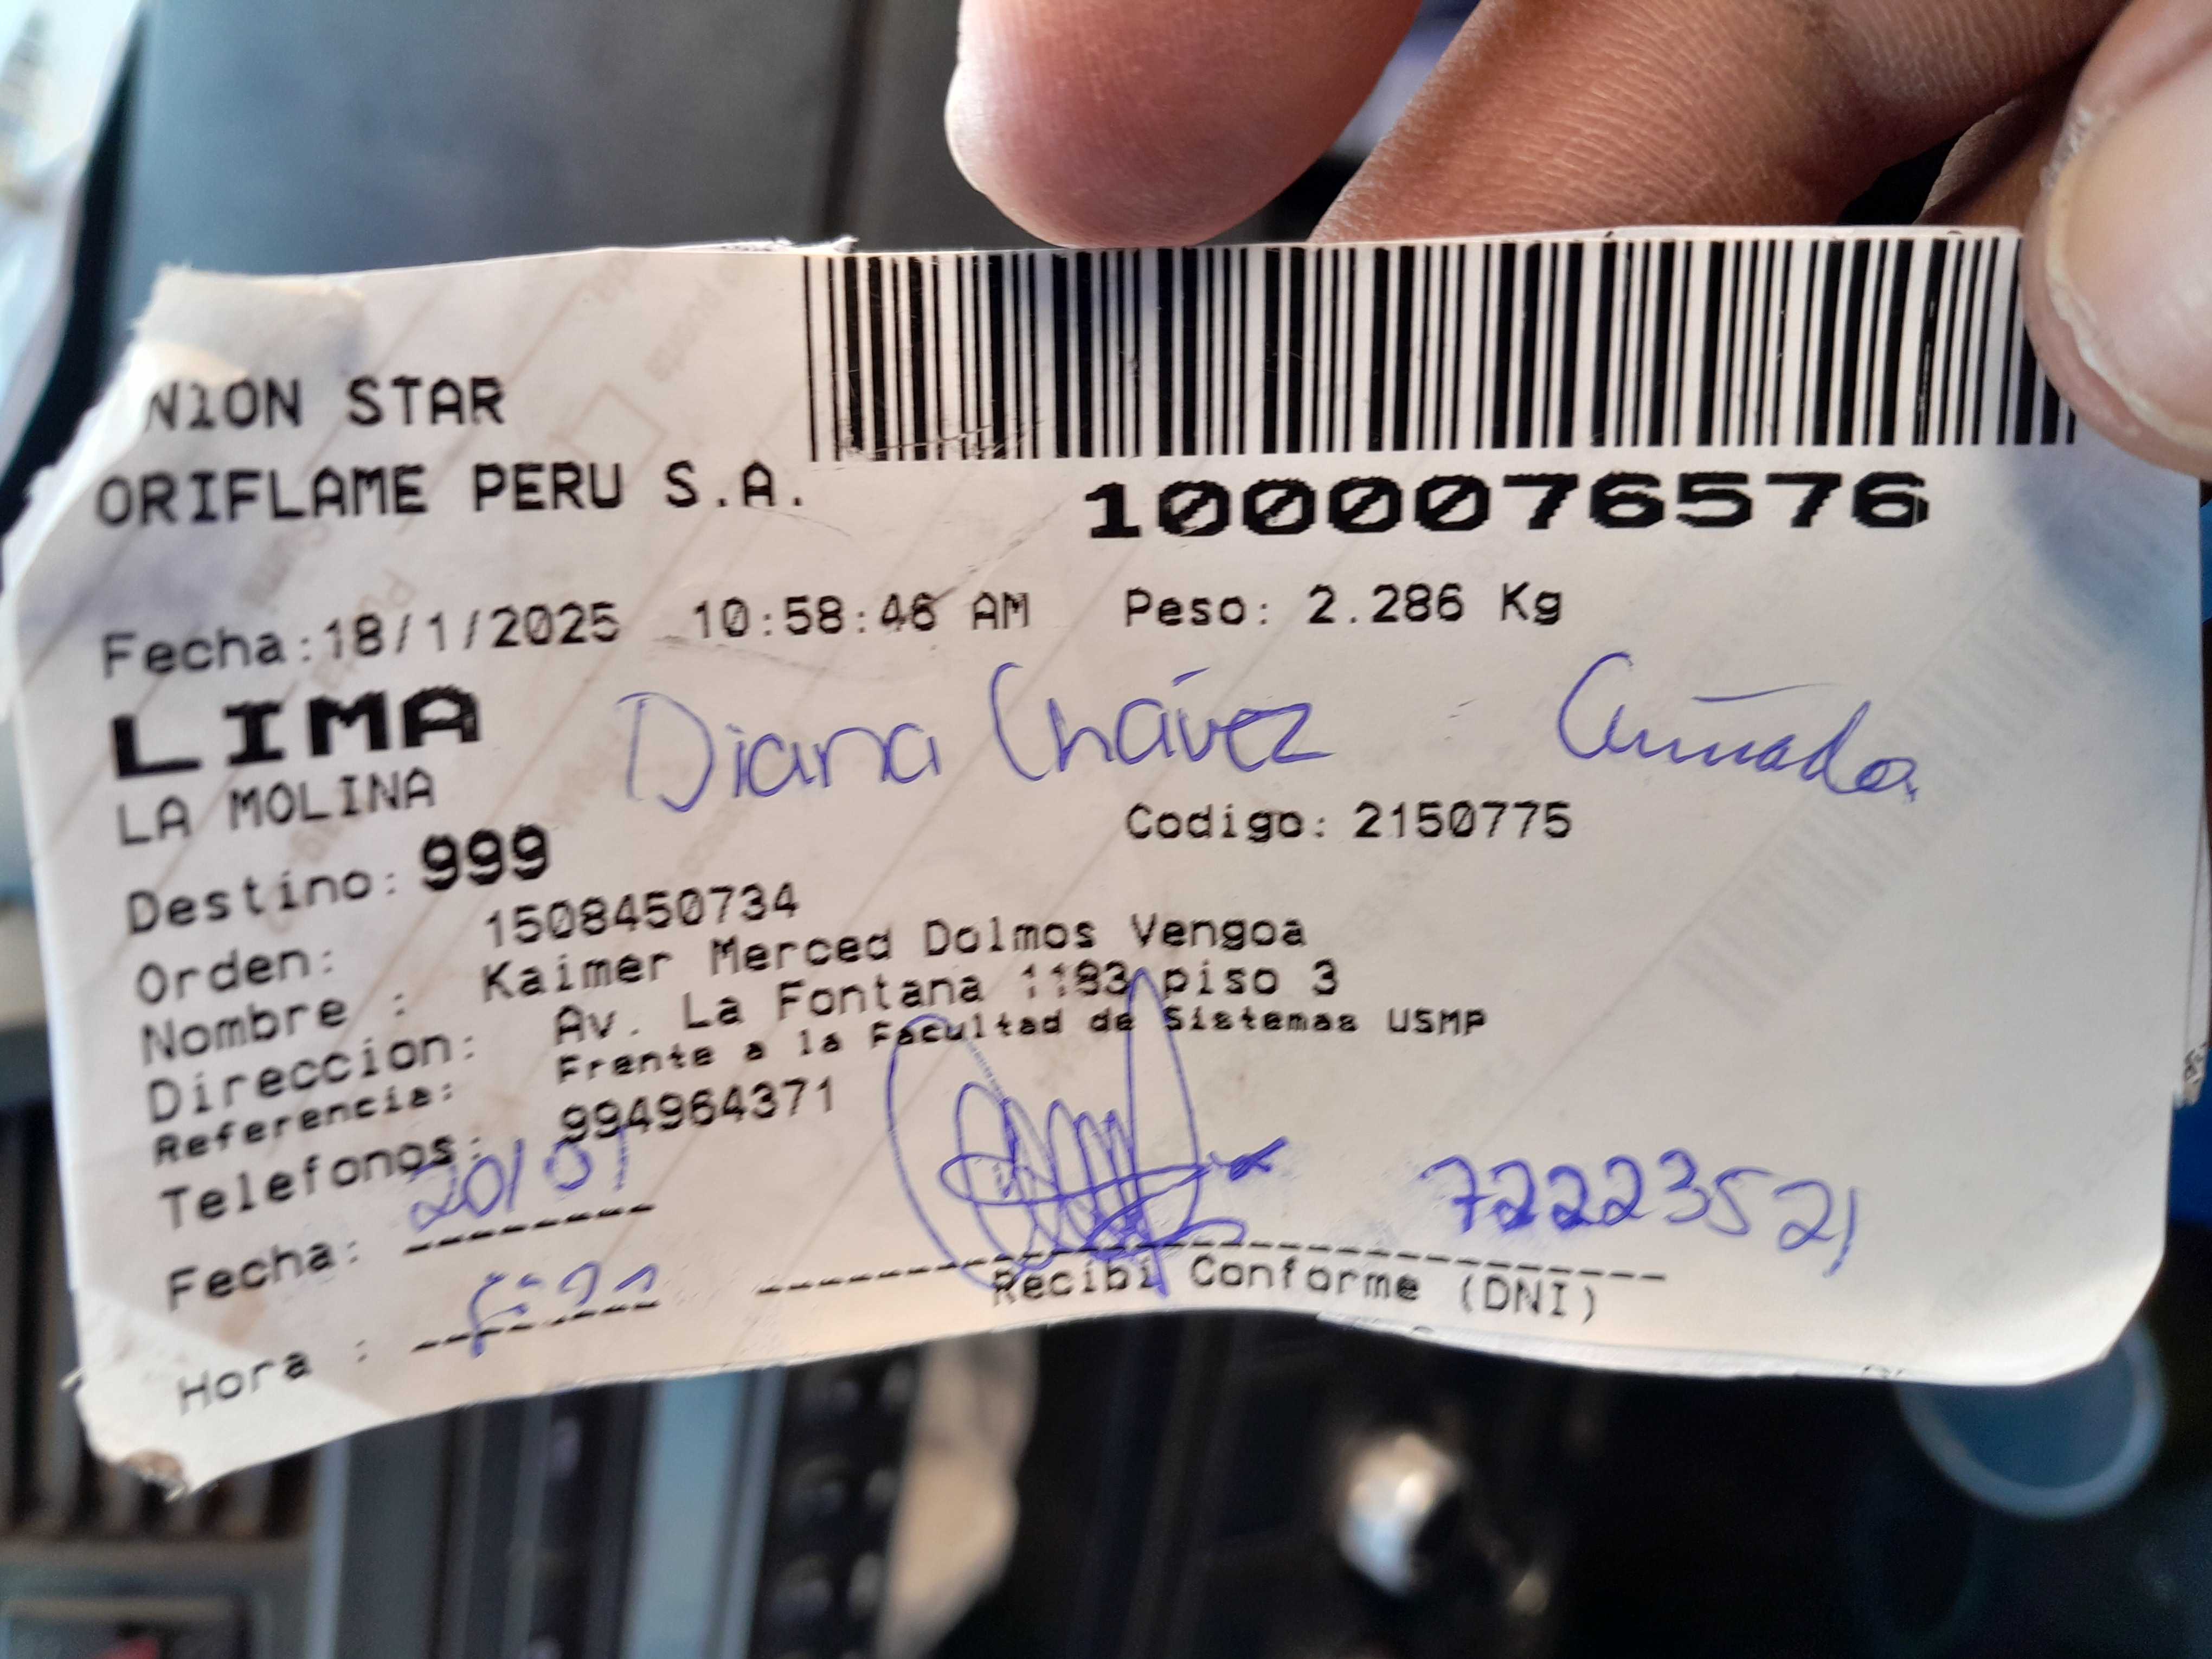 N1ON STAR
ORIFLAME PERU S.A.
1000076576
Fecha:18/1/2025 10:58:46 AM Peso: 2.286 Kg
LIMA
Diana Chávez - Cuñada
LA MOLINA
Codigo: 2150775
Destino: 999
Orden: 1508450734
Nombre : Kaimer Merced Dolmos Vengoa
Direccion: Av. La Fontana 1183 piso 3
Referencia: Frente a la Facultad de Sistemas USMP
Telefonos: 994964371
Fecha: 20/01
72223521
Hora :
Recibi Conforme (DNI)